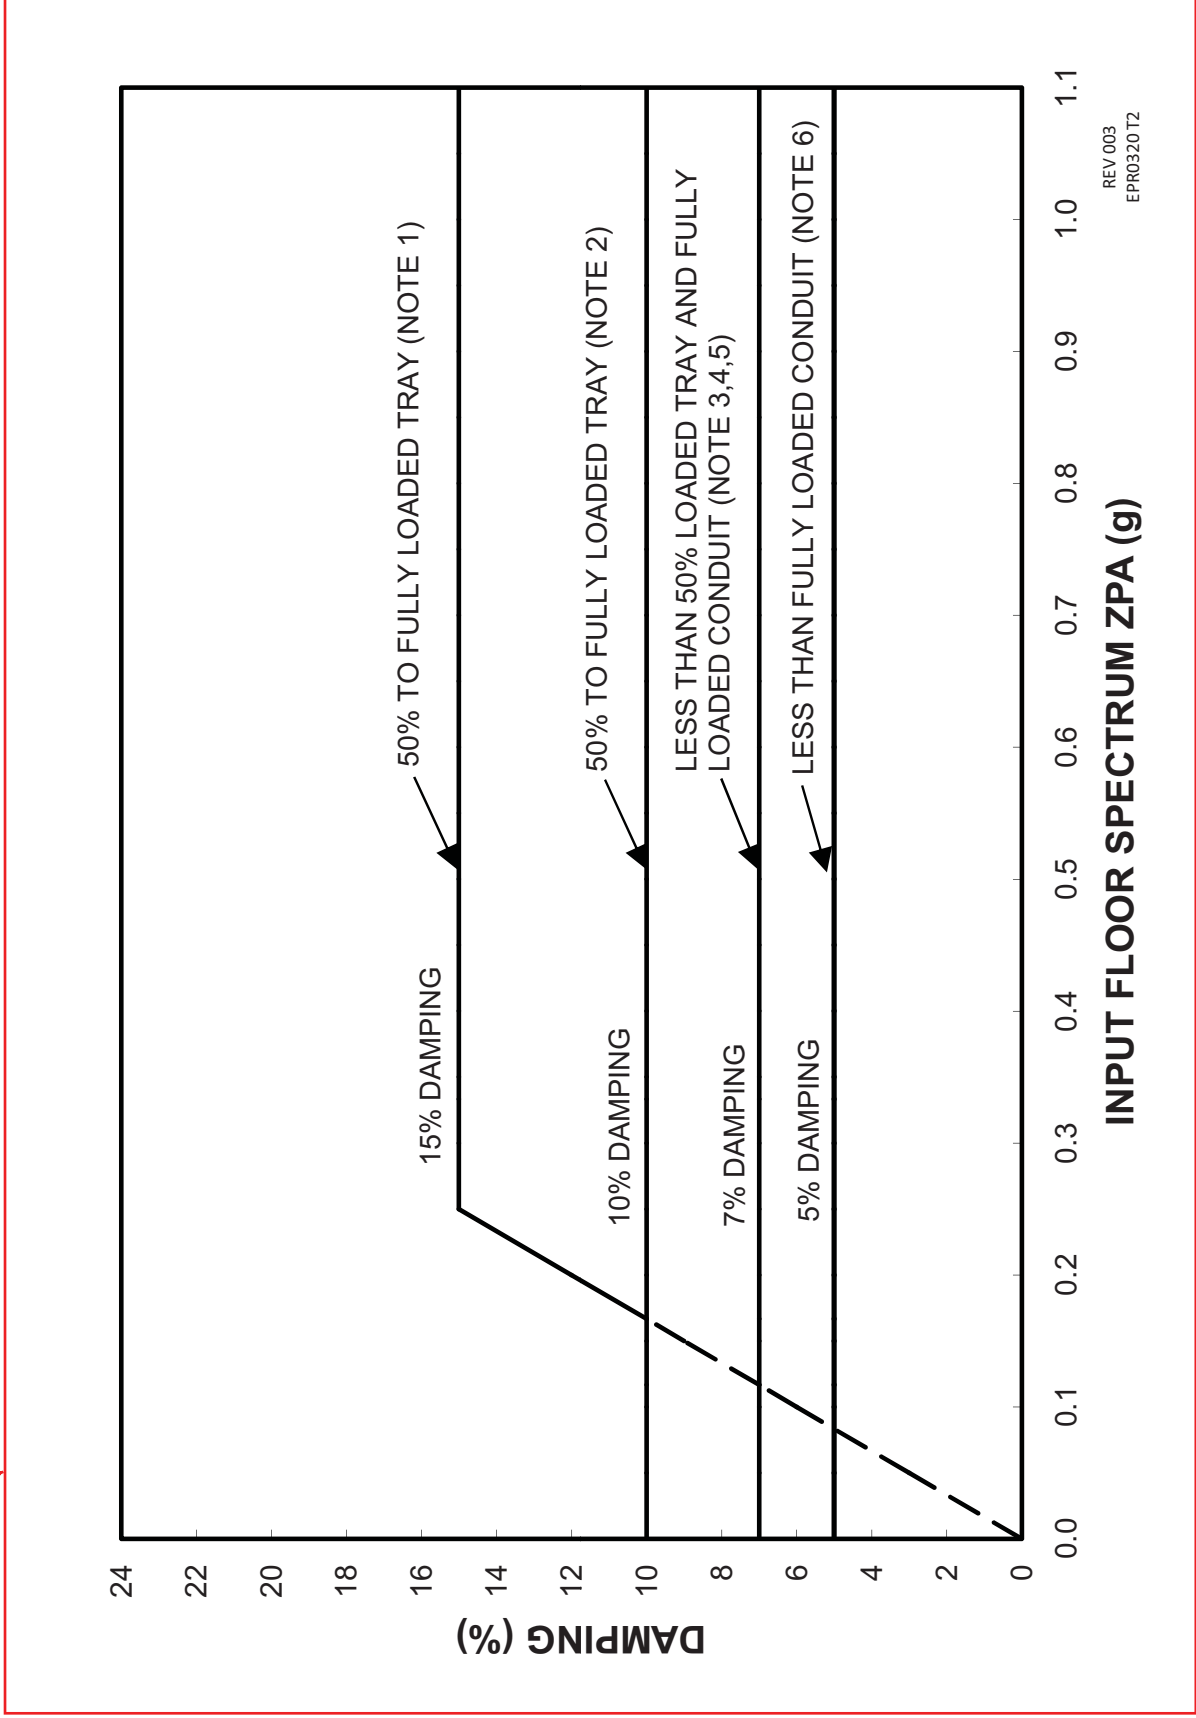 DAMPING (%)
24
22
20
18
16
14
12
10
8
6
4
2
0
15% DAMPING
50% TO FULLY LOADED TRAY (NOTE 1)
10% DAMPING
50% TO FULLY LOADED TRAY (NOTE 2)
7% DAMPING
LESS THAN 50% LOADED TRAY AND FULLY
LOADED CONDUIT (NOTE 3,4,5)
5% DAMPING
LESS THAN FULLY LOADED CONDUIT (NOTE 6)
0.0
0.1
0.2
0.3
0.4
0.5
0.6
0.7
0.8
0.9
1.0
1.1
INPUT FLOOR SPECTRUM ZPA (g)
REV 003
EPR0320 T2